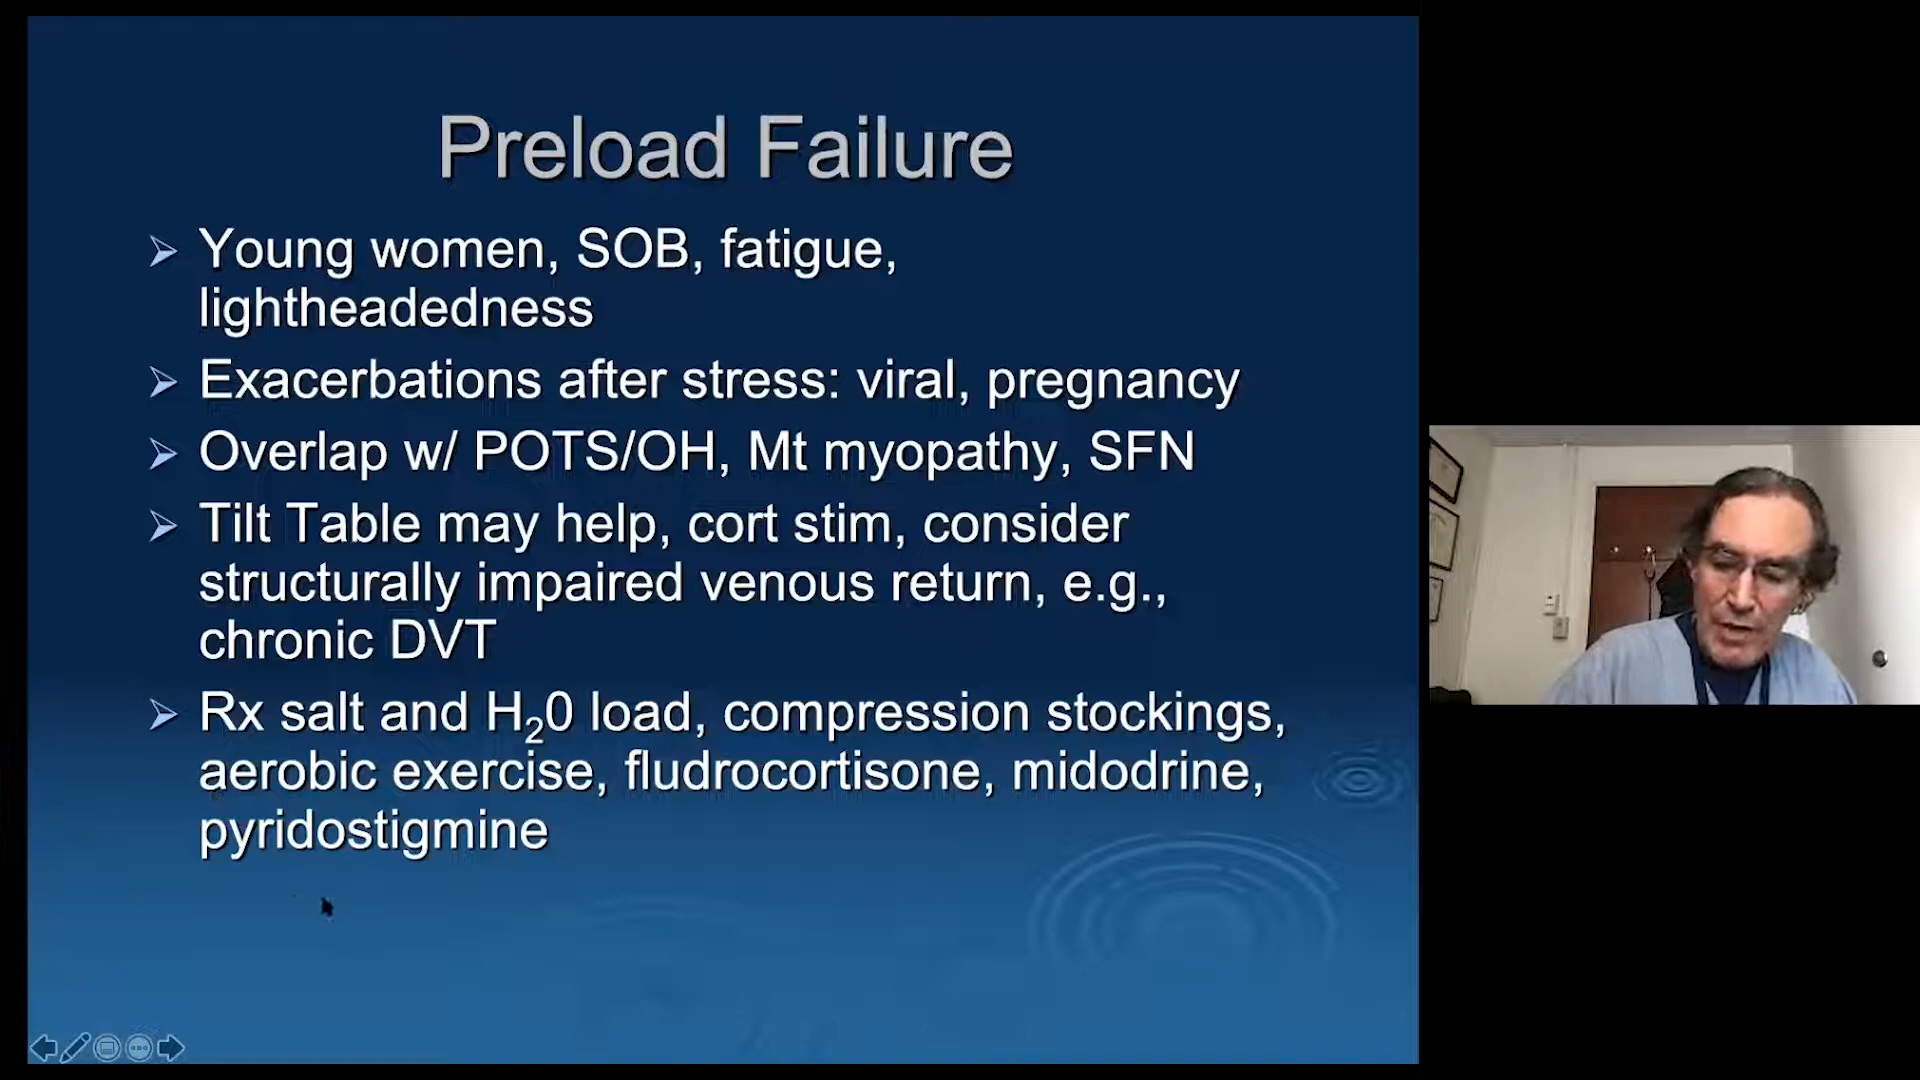 Preload Failure
Young women, SOB, fatigue,
lightheadedness
Exacerbations after stress: viral, pregnancy
Overlap w/ POTS/OH, Mt myopathy, SFN
Tilt Table may help, cort stim, consider
structurally impaired venous return, e.g.,
chronic DVT
Rx salt and H₂0 load, compression stockings,
aerobic exercise, fludrocortisone, midodrine,
pyridostigmine